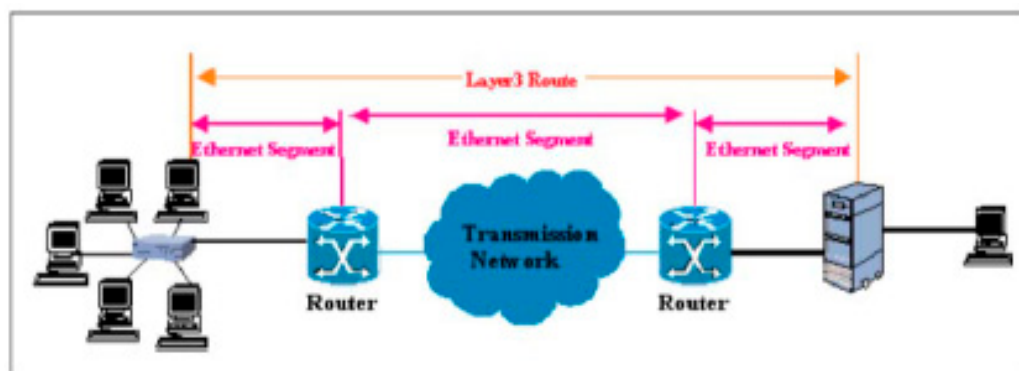 Layer3 Route
Ethernet Segment
Ethernet Segment
Ethernet Segment
Transmission
Network
Router
Router